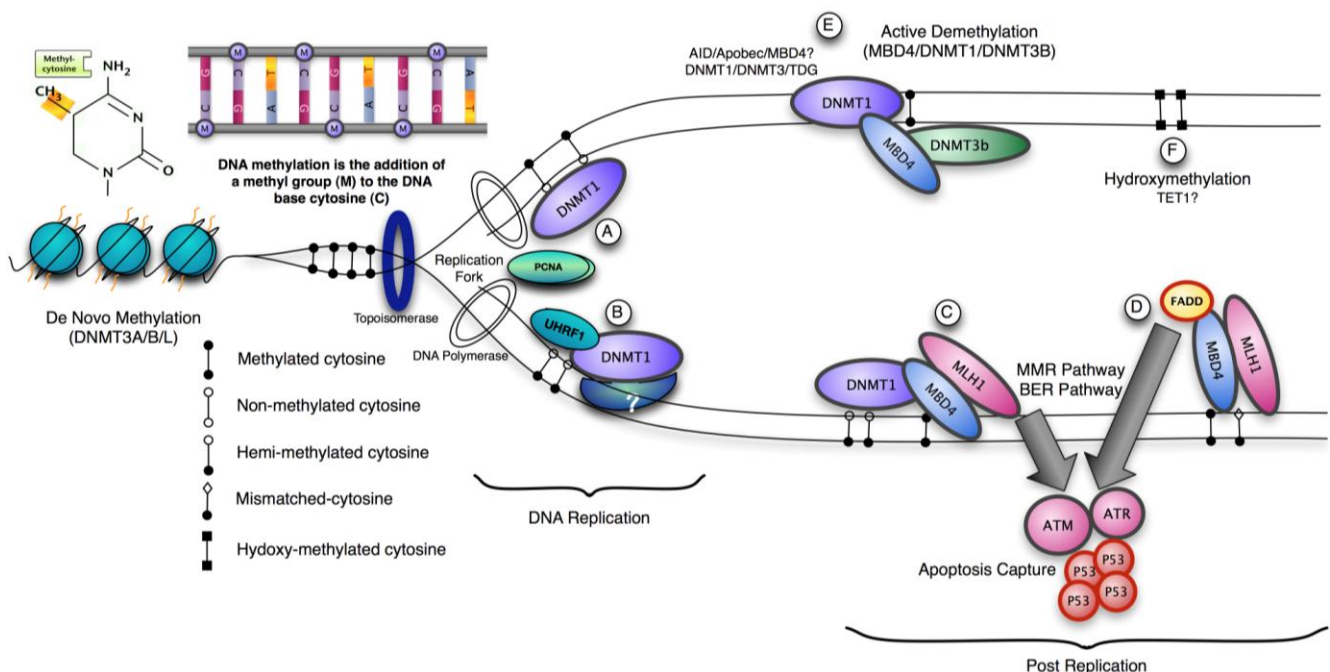 Methyl-
cytosine
NH₂
CH₃
N
N
O
M M M
G C T G C T G C A
C G A C G A C G T
M M M
DNA methylation is the addition of
a methyl group (M) to the DNA
base cytosine (C)
De Novo Methylation
(DNMT3A/B/L)
Methylated cytosine
Non-methylated cytosine
Hemi-methylated cytosine
Mismatched-cytosine
Hydoxy-methylated cytosine
Topoisomerase
Replication
Fork
DNA Polymerase
DNMT1
A
PCNA
B
UHRF1
DNMT1
?
DNA Replication
E
Active Demethylation
(MBD4/DNMT1/DNMT3B)
AID/Apobec/MBD4?
DNMT1/DNMT3/TDG
DNMT1
MBD4
DNMT3b
F
Hydroxymethylation
TET1?
C
DNMT1
MBD4
MLH1
MMR Pathway
BER Pathway
D
FADD
MBD4
MLH1
ATM
ATR
Apoptosis Capture
P53
P53
P53
P53
Post Replication